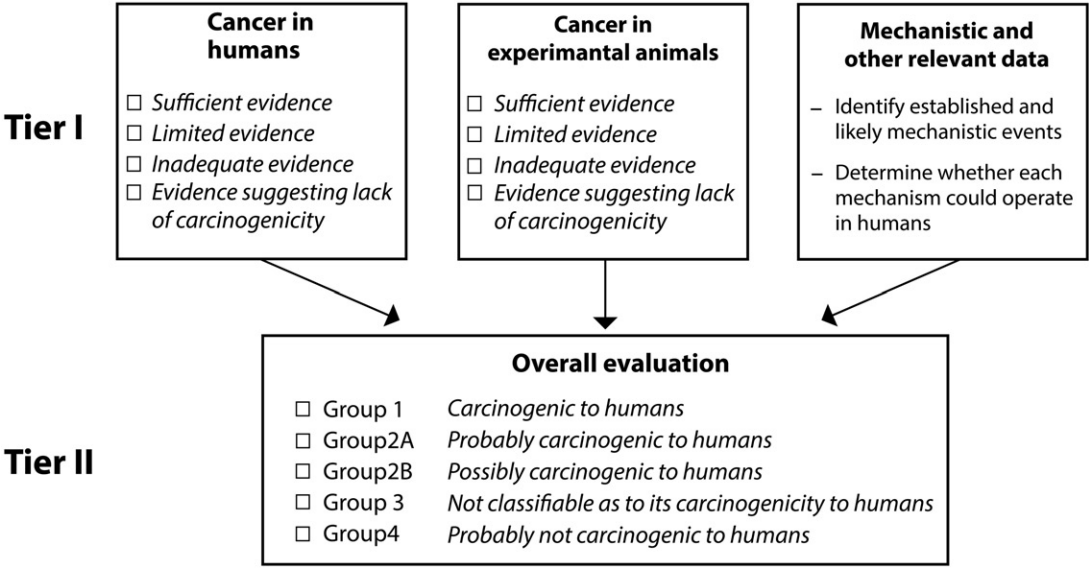 Tier I
Cancer in
humans
☐ Sufficient evidence
☐ Limited evidence
☐ Inadequate evidence
☐ Evidence suggesting lack
of carcinogenicity
Cancer in
experimantal animals
☐ Sufficient evidence
☐ Limited evidence
☐ Inadequate evidence
☐ Evidence suggesting lack
of carcinogenicity
Mechanistic and
other relevant data
– Identify established and
likely mechanistic events
– Determine whether each
mechanism could operate
in humans
Tier II
Overall evaluation
☐ Group 1 Carcinogenic to humans
☐ Group2A Probably carcinogenic to humans
☐ Group2B Possibly carcinogenic to humans
☐ Group 3 Not classifiable as to its carcinogenicity to humans
☐ Group4 Probably not carcinogenic to humans